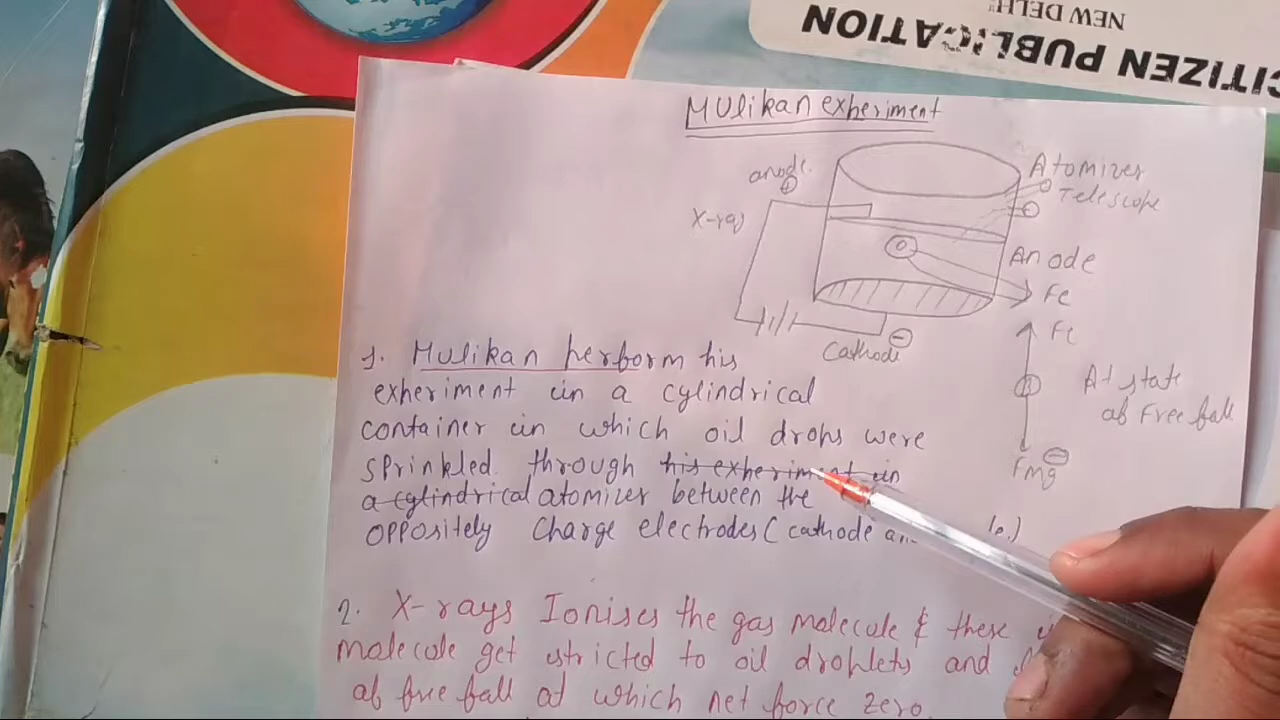 CITIZEN PUBLICATION
NEW DELHI
Mulikan experiment
anode
Atomizer
Telescope
X-ray
Anode
Fe
Fe
Cathode
At state
of Free fall
Fmg
1. Mulikan perform his
experiment in a cylindrical
container in which oil drops were
sprinkled through his experiment in
a cylindrical atomizer between the
oppositely charge electrodes (cathode
2. X-rays Ionises the gas molecule & these
molecule get stricted to oil droplets and
of free fall at which net force zero.